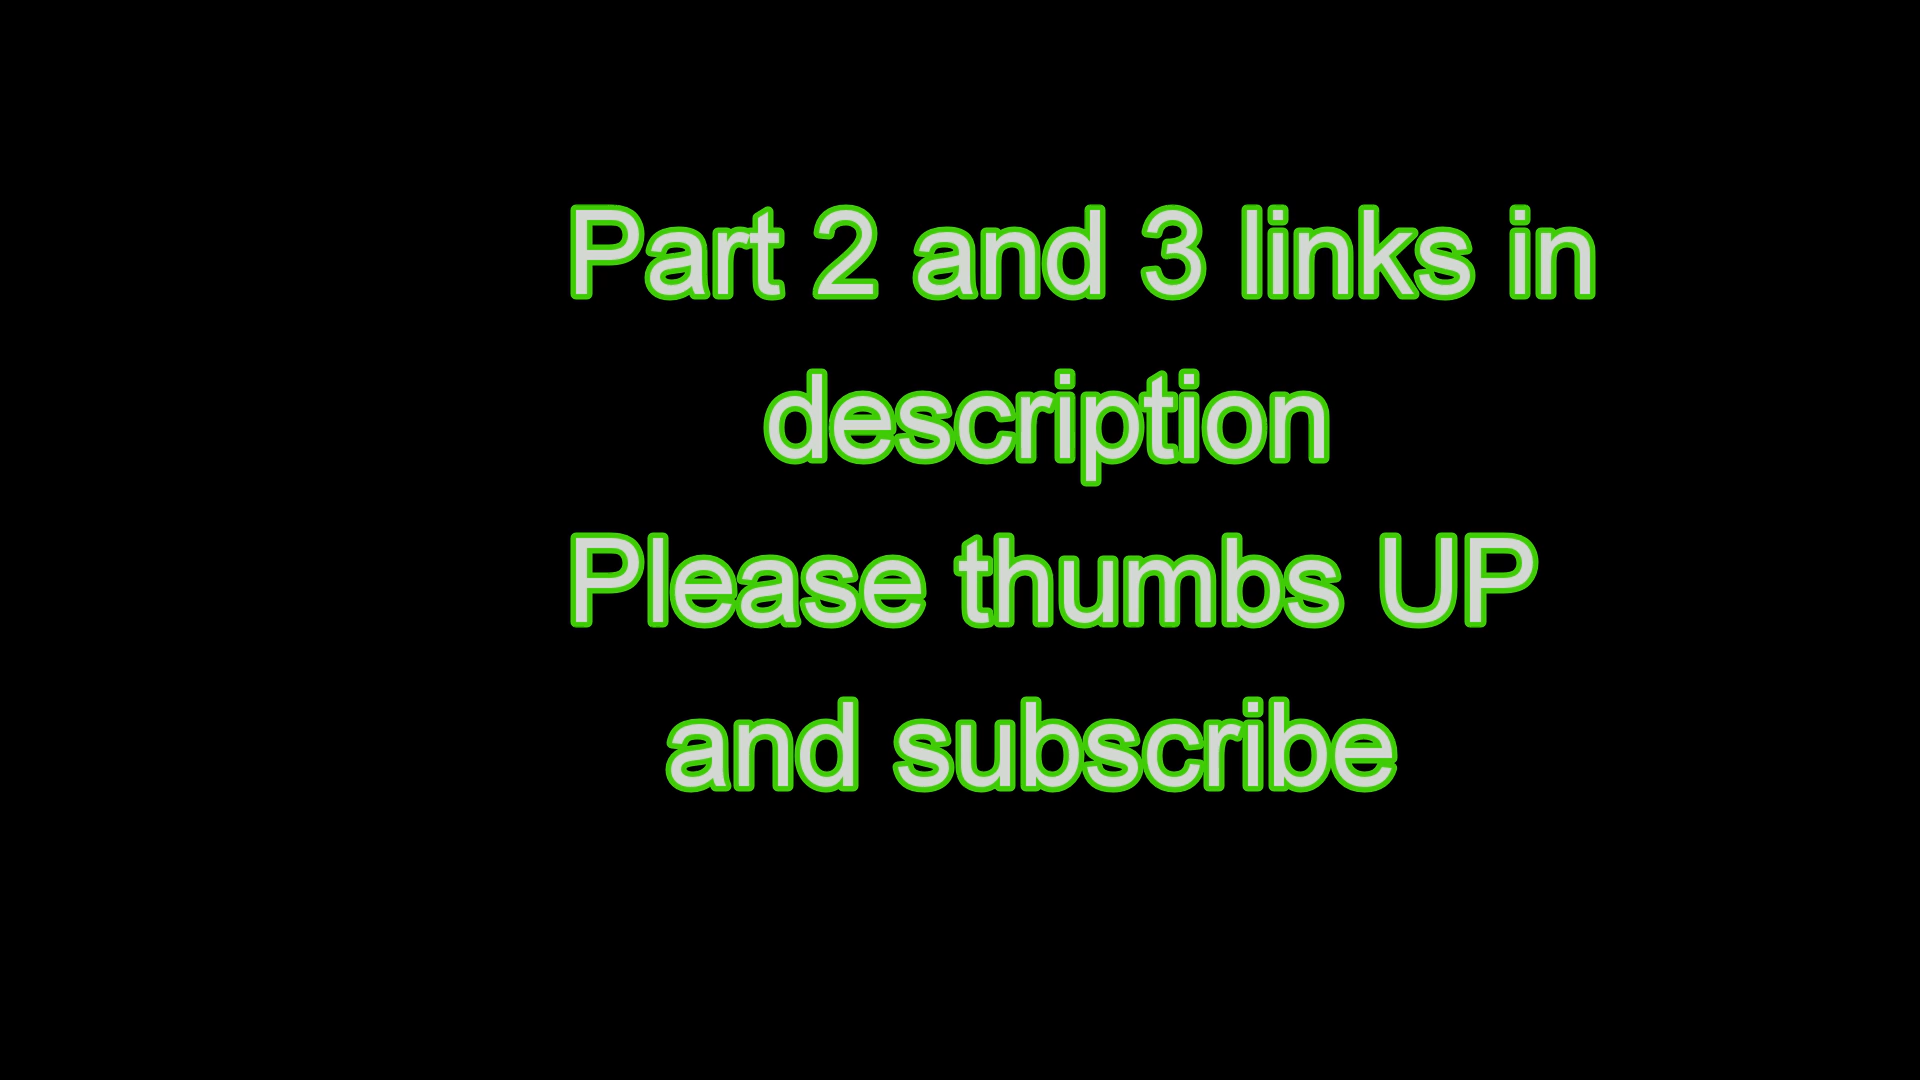 Part 2 and 3 links in
description
Please thumbs UP
and subscribe